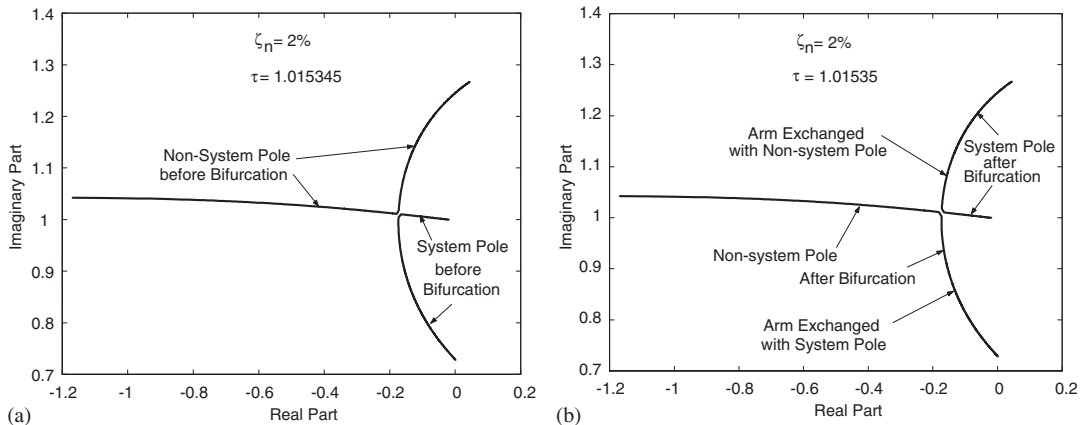 1.4
1.3
1.2
1.1
1
0.9
0.8
0.7
Imaginary Part
ζn= 2%
τ = 1.015345
Non-System Pole
before Bifurcation
System Pole
before
Bifurcation
-1.2
-1
-0.8
-0.6
-0.4
-0.2
0
0.2
Real Part
(a)
1.4
1.3
1.2
1.1
1
0.9
0.8
0.7
Imaginary Part
ζn= 2%
τ = 1.01535
Arm Exchanged
with Non-system Pole
System Pole
after
Bifurcation
Non-system Pole
After Bifurcation
Arm Exchanged
with System Pole
-1.2
-1
-0.8
-0.6
-0.4
-0.2
0
0.2
Real Part
(b)